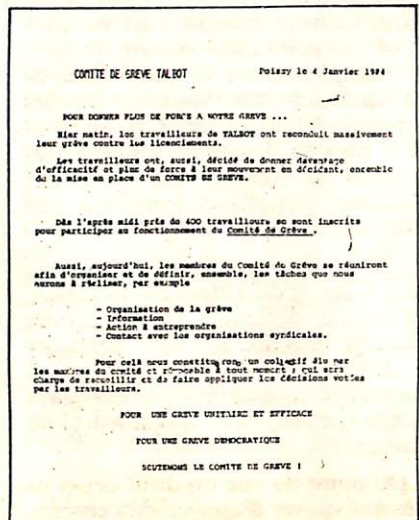 COMITE DE GREVE TALBOT Poissy le 4 Janvier 1984
POUR DONNER PLUS DE FORCE A NOTRE GREVE ...
Hier matin, les travailleurs de TALBOT ont reconduit massivement
leur grève contre les licenciements.
Les travailleurs ont, aussi, décidé de donner davantage
d'efficacité et plus de force à leur mouvement en décidant, ensemble
de la mise en place d'un COMITE DE GREVE.
Dès l'après midi près de 400 travailleurs se sont inscrits
pour participer au fonctionnement du Comité de Grève .
Aussi, aujourd'hui, les membres du Comité de Grève se réuniront
afin d'organiser et de définir, ensemble, les tâches que nous
aurons à réaliser, par exemple
- Organisation de la grève
- Information
- Action à entreprendre
- Contact avec les organisations syndicales.
Pour celà nous constituerons un collectif élu par
les membres du comité et révocable à tout moment ; qui sera
chargé de recueillir et de faire appliquer les décisions votées
par les travailleurs.
POUR UNE GREVE UNITAIRE ET EFFICACE
POUR UNE GREVE DEMOCRATIQUE
SOUTENONS LE COMITE DE GREVE !